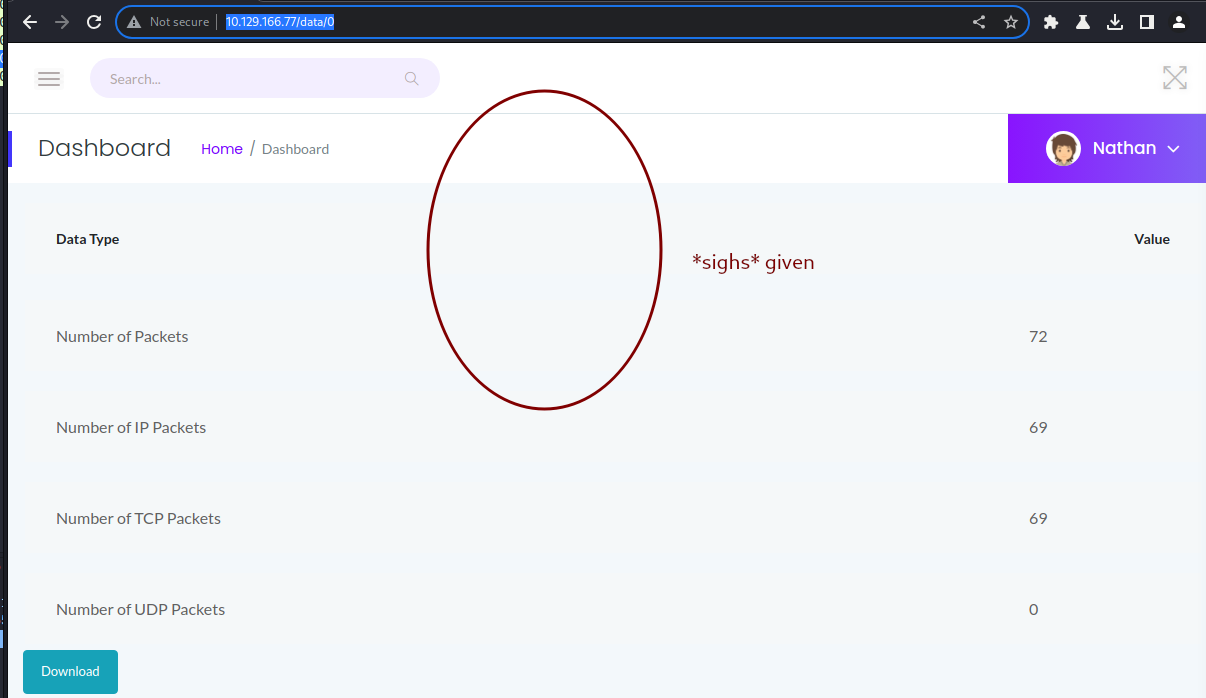 Not secure 10.129.166.77/data/0
Search...
Dashboard Home / Dashboard Nathan
Data Type Value
*sighs* given
Number of Packets 72
Number of IP Packets 69
Number of TCP Packets 69
Number of UDP Packets 0
Download